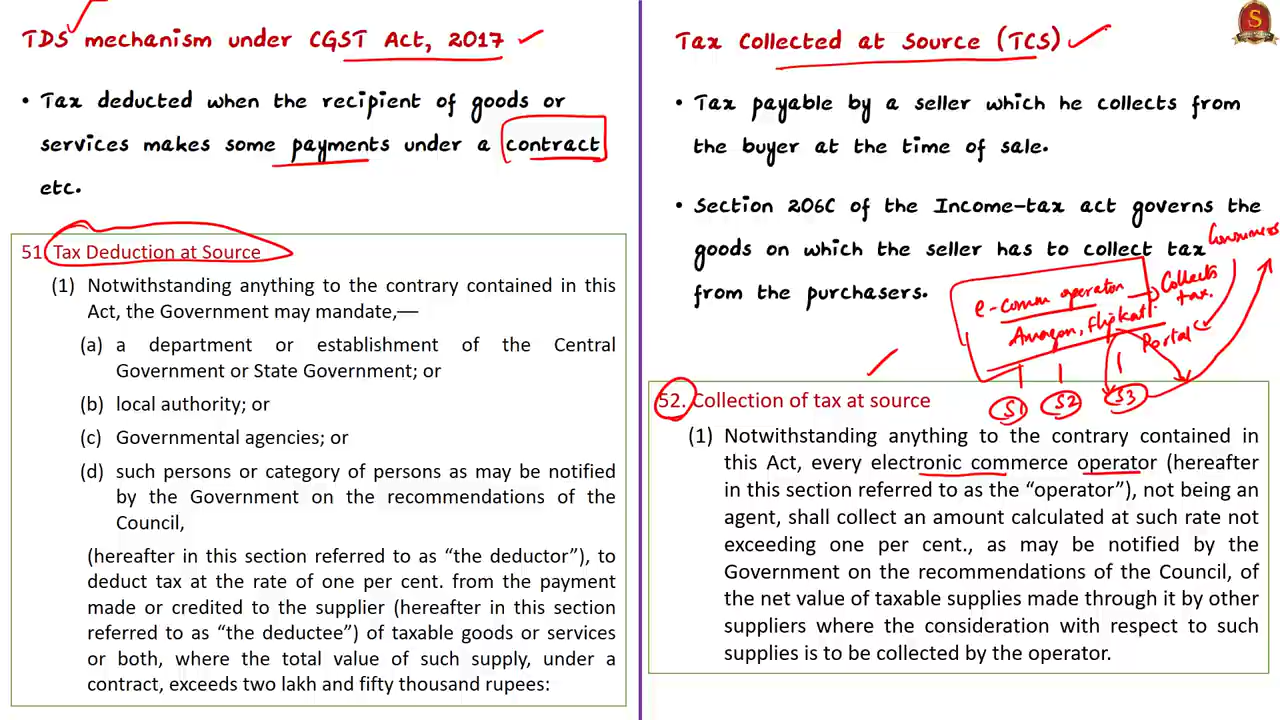 TDS mechanism under CGST Act, 2017
• Tax deducted when the recipient of goods or
services makes some payments under a contract
etc.
51. Tax Deduction at Source
(1) Notwithstanding anything to the contrary contained in this
Act, the Government may mandate,—
(a) a department or establishment of the Central
Government or State Government; or
(b) local authority; or
(c) Governmental agencies; or
(d) such persons or category of persons as may be notified
by the Government on the recommendations of the
Council,
(hereafter in this section referred to as “the deductor”), to
deduct tax at the rate of one per cent. from the payment
made or credited to the supplier (hereafter in this section
referred to as “the deductee”) of taxable goods or services
or both, where the total value of such supply, under a
contract, exceeds two lakh and fifty thousand rupees:
S
Tax Collected at Source (TCS)
• Tax payable by a seller which he collects from
the buyer at the time of sale.
• Section 206C of the Income-tax act governs the
goods on which the seller has to collect tax
from the purchasers.
Consumers
e-comm operator
Collects
tax.
Amazon, Flipkart
Portal
S1 S2 S3
52. Collection of tax at source
(1) Notwithstanding anything to the contrary contained in
this Act, every electronic commerce operator (hereafter
in this section referred to as the “operator”), not being an
agent, shall collect an amount calculated at such rate not
exceeding one per cent., as may be notified by the
Government on the recommendations of the Council, of
the net value of taxable supplies made through it by other
suppliers where the consideration with respect to such
supplies is to be collected by the operator.